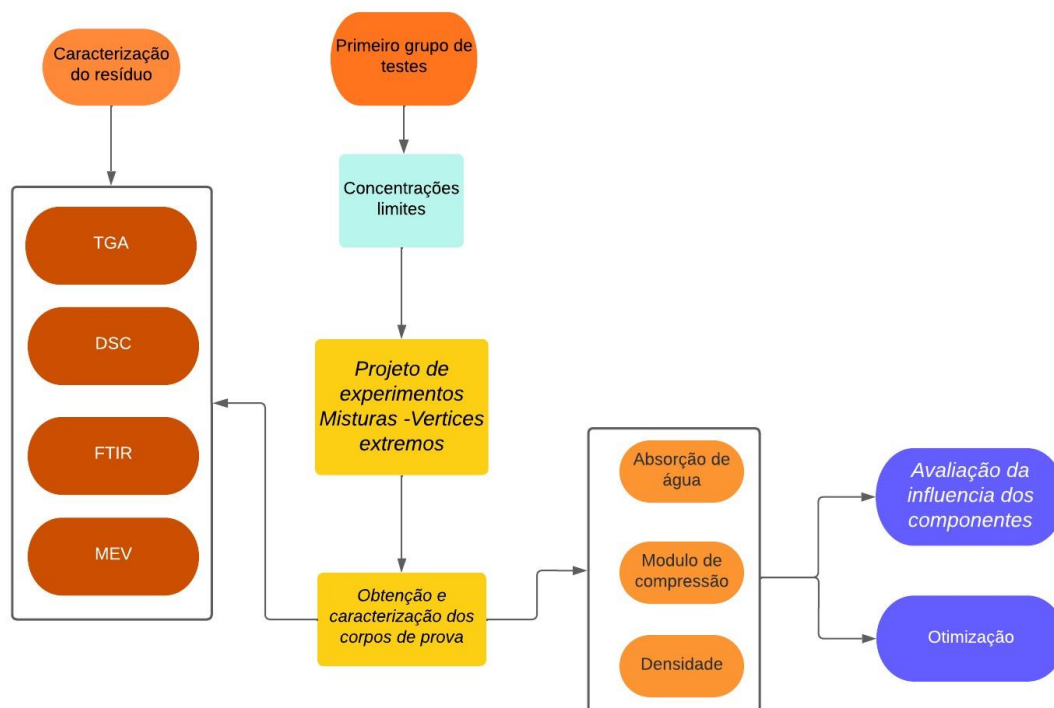 Caracterização
do resíduo
Primeiro grupo de
testes
Concentrações
limites
TGA
DSC
FTIR
MEV
Projeto de
experimentos
Misturas -Vertices
extremos
Obtenção e
caracterização dos
corpos de prova
Absorção de
água
Modulo de
compressão
Densidade
Avaliação da
influencia dos
componentes
Otimização